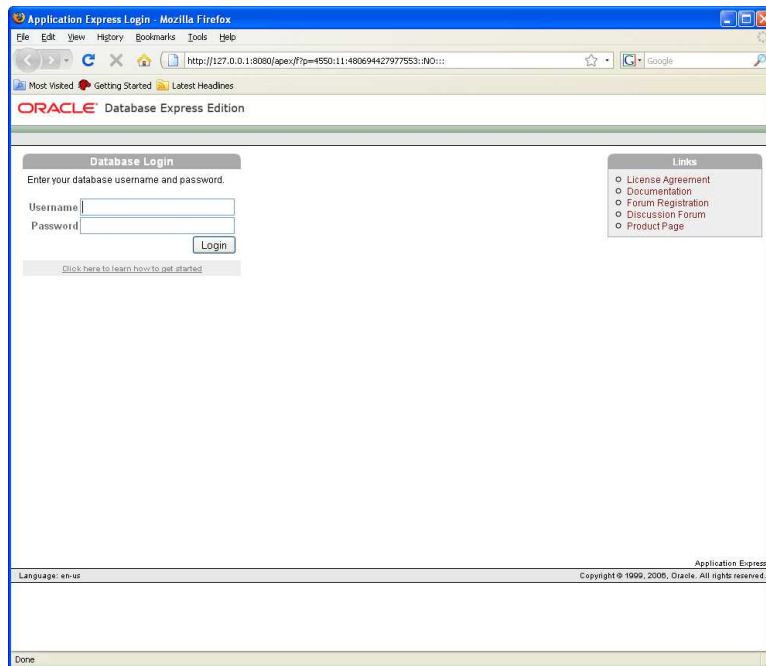 Application Express Login - Mozilla Firefox
File Edit View History Bookmarks Tools Help
http://127.0.0.1:8080/apex/f?p=4550:11:480694427977553::NO:::
G Google
Most Visited Getting Started Latest Headlines
ORACLE Database Express Edition
Database Login
Enter your database username and password.
Username
Password
Login
Click here to learn how to get started
Links
License Agreement
Documentation
Forum Registration
Discussion Forum
Product Page
Application Express
Language: en-us
Copyright © 1999, 2006, Oracle. All rights reserved.
Done